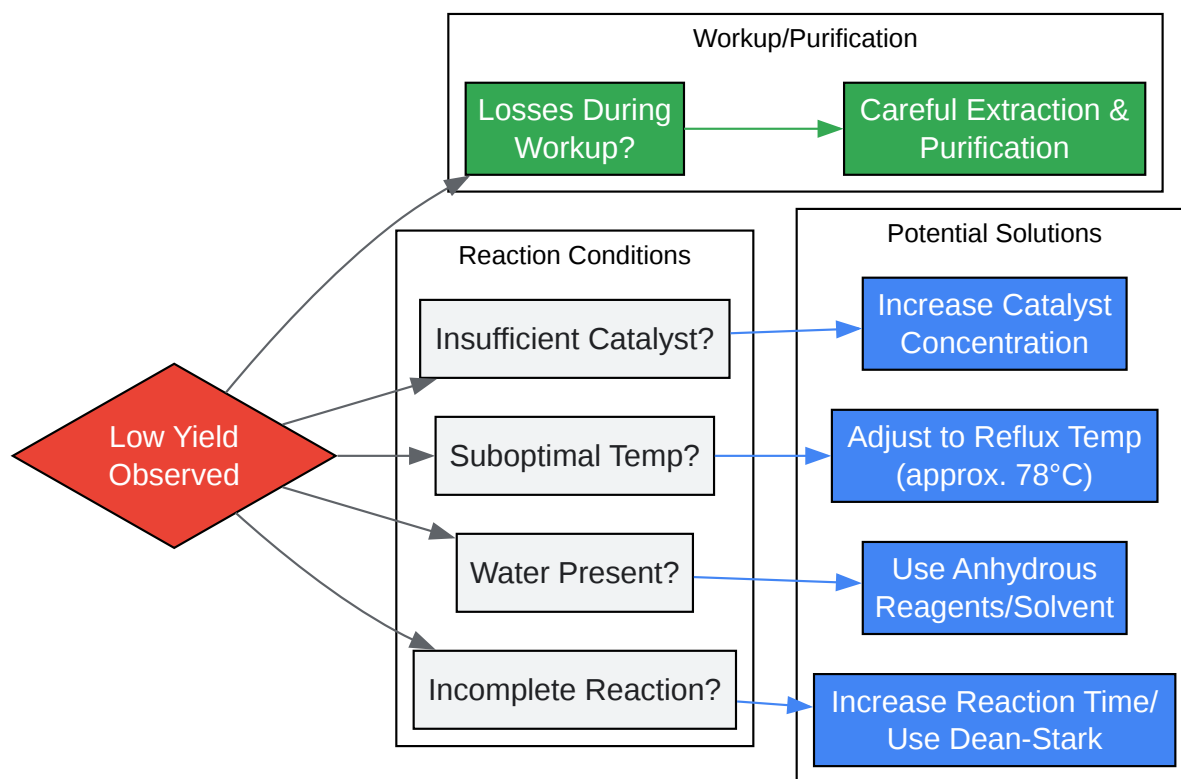 Workup/Purification
Losses During
Workup?
Careful Extraction &
Purification
Reaction Conditions
Potential Solutions
Insufficient Catalyst?
Increase Catalyst
Concentration
Low Yield
Observed
Suboptimal Temp?
Adjust to Reflux Temp
(approx. 78°C)
Water Present?
Use Anhydrous
Reagents/Solvent
Incomplete Reaction?
Increase Reaction Time/
Use Dean-Stark